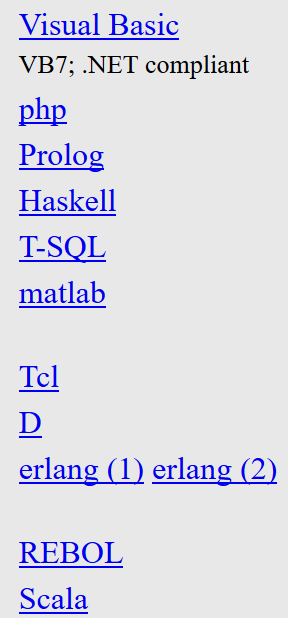 Visual Basic
VB7; .NET compliant
php
Prolog
Haskell
T-SQL
matlab
Tcl
D
erlang (1) erlang (2)
REBOL
Scala